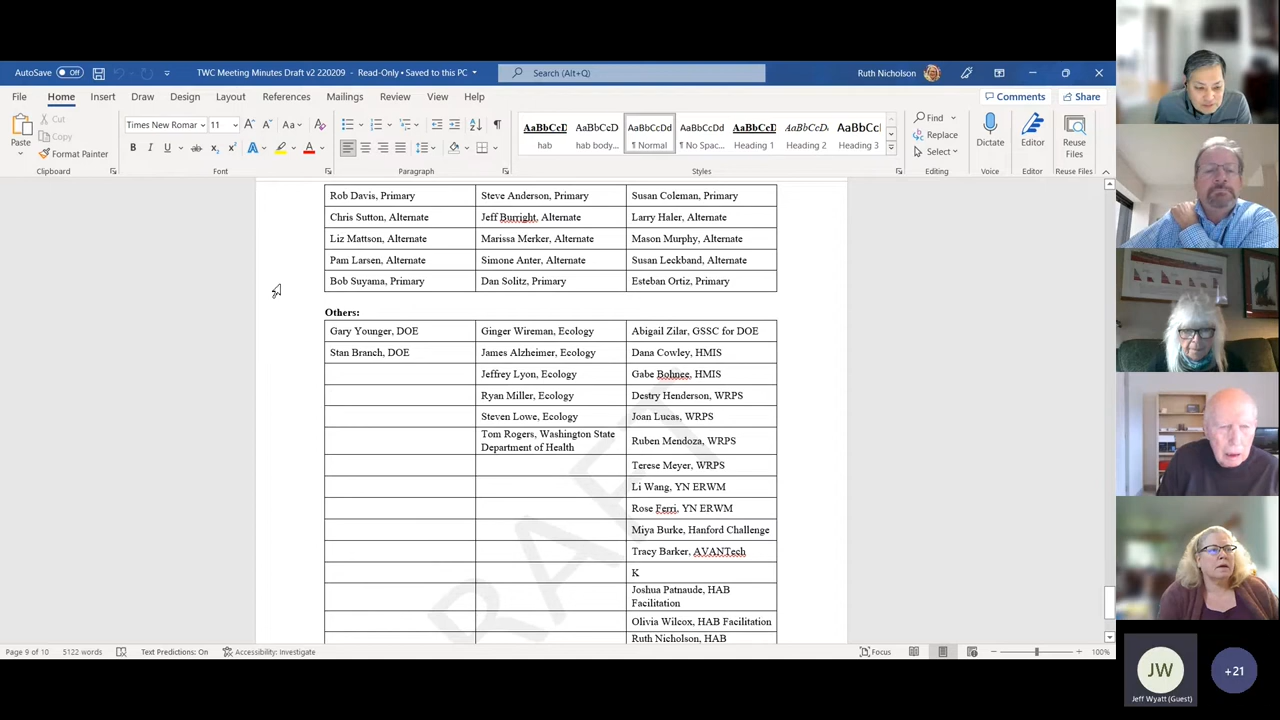 AutoSave Off TWC Meeting Minutes Draft v2 220209 - Read-Only • Saved to this PC Search (Alt+Q) Ruth Nicholson
File Home Insert Draw Design Layout References Mailings Review View Help Comments Share
Paste Cut Copy Format Painter
Times New Romar 11
AaBbCcD hab
AaBbCcD hab body...
AaBbCcDd ¶ Normal
AaBbCcDd ¶ No Spac...
AaBbCcD Heading 1
AaBbCcD. Heading 2
AaBbCc Heading 3
Find Replace Select
Dictate Editor Reuse Files
Clipboard Font Paragraph Styles Editing Voice Editor Reuse Files
Rob Davis, Primary Steve Anderson, Primary Susan Coleman, Primary
Chris Sutton, Alternate Jeff Burright, Alternate Larry Haler, Alternate
Liz Mattson, Alternate Marissa Merker, Alternate Mason Murphy, Alternate
Pam Larsen, Alternate Simone Anter, Alternate Susan Leckband, Alternate
Bob Suyama, Primary Dan Solitz, Primary Esteban Ortiz, Primary
Others:
Gary Younger, DOE Ginger Wireman, Ecology Abigail Zilar, GSSC for DOE
Stan Branch, DOE James Alzheimer, Ecology Dana Cowley, HMIS
Jeffrey Lyon, Ecology Gabe Bohnee, HMIS
Ryan Miller, Ecology Destry Henderson, WRPS
Steven Lowe, Ecology Joan Lucas, WRPS
Tom Rogers, Washington State
Department of Health Ruben Mendoza, WRPS
Terese Meyer, WRPS
Li Wang, YN ERWM
Rose Ferri, YN ERWM
Miya Burke, Hanford Challenge
Tracy Barker, AVANTech
K
Joshua Patnaude, HAB
Facilitation
Olivia Wilcox, HAB Facilitation
Ruth Nicholson, HAB
RAFT
Page 9 of 10 5122 words Text Predictions: On Accessibility: Investigate Focus 100%
JW
Jeff Wyatt (Guest)
+21